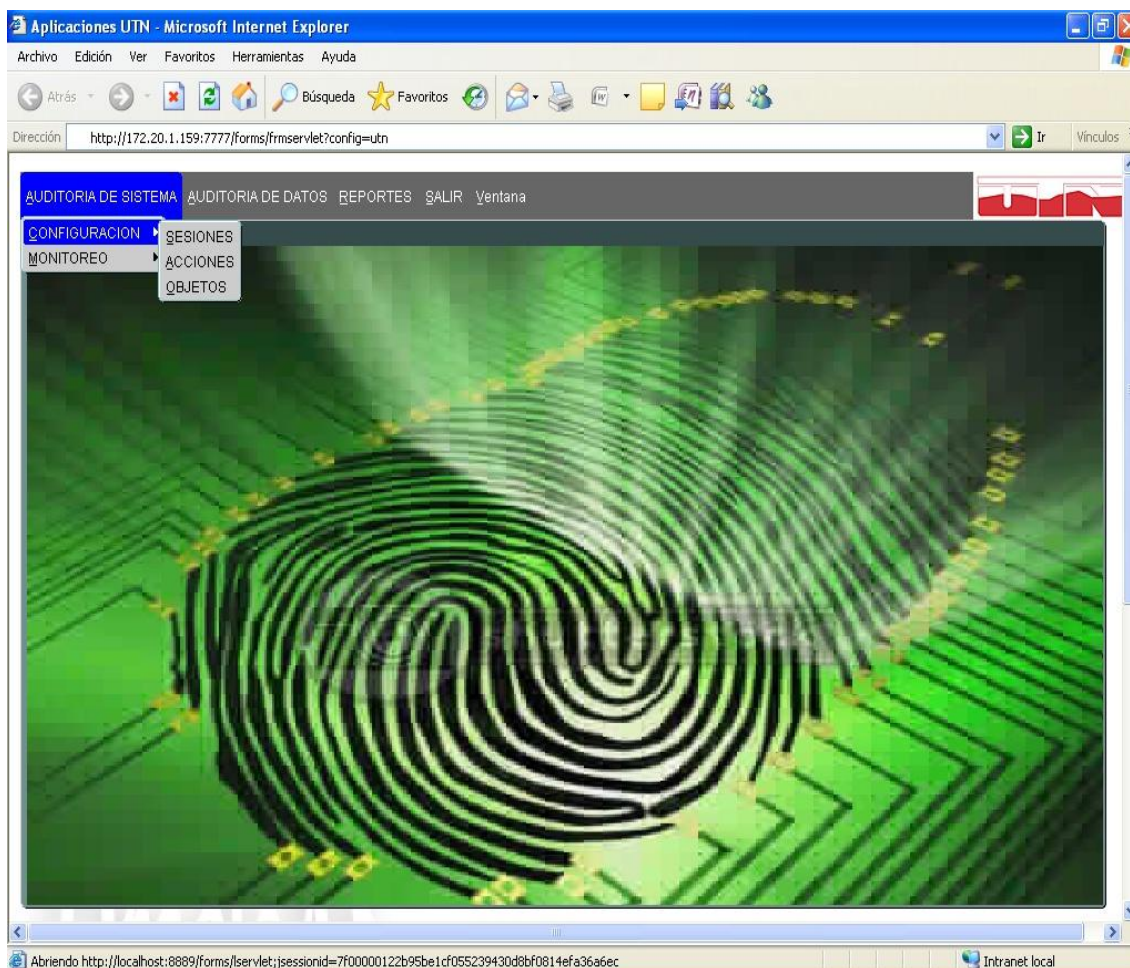 Aplicaciones UTN - Microsoft Internet Explorer
Archivo Edición Ver Favoritos Herramientas Ayuda
Atrás Búsqueda Favoritos
Dirección http://172.20.1.159:7777/forms/frmservlet?config=utn Ir Vínculos
AUDITORIA DE SISTEMA AUDITORIA DE DATOS REPORTES SALIR Ventana
UTN
CONFIGURACION SESIONES
MONITOREO ACCIONES
OBJETOS
Abriendo http://localhost:8889/forms/lservlet;jsessionid=7f00000122b95be1cf055239430d8bf0814efa36a6ec Intranet local